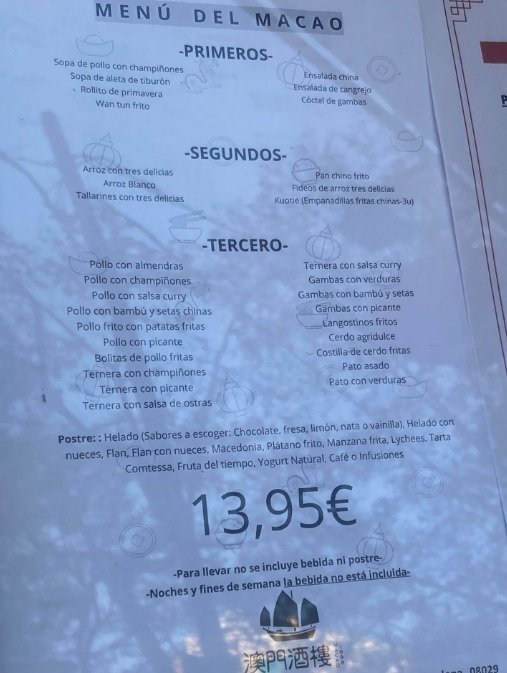 MENÚ DEL MACAO
-PRIMEROS-
Sopa de pollo con champiñones
Sopa de aleta de tiburón
Rollito de primavera
Wan tun frito
Ensalada china
Ensalada de cangrejo
Cóctel de gambas
-SEGUNDOS-
Arroz con tres delicias
Arroz Blanco
Tallarines con tres delicias
Pan chino frito
Fideos de arroz tres delicias
Kuotie (Empanadillas fritas chinas-3u)
-TERCERO-
Pollo con almendras
Pollo con champiñones
Pollo con salsa curry
Pollo con bambú y setas chinas
Pollo frito con patatas fritas
Pollo con picante
Bolitas de pollo fritas
Ternera con champiñones
Ternera con picante
Ternera con salsa de ostras
Ternera con salsa curry
Gambas con verduras
Gambas con bambú y setas
Gambas con picante
Langostinos fritos
Cerdo agridulce
Costilla de cerdo fritas
Pato asado
Pato con verduras
Postre: : Helado (Sabores a escoger: Chocolate, fresa, limón, nata o vainilla), Helado con
nueces, Flan, Flan con nueces, Macedonia, Plátano frito, Manzana frita, Lychees, Tarta
Comtessa, Fruta del tiempo, Yogurt Natural, Café o Infusiones
13,95€
-Para llevar no se incluye bebida ni postre-
-Noches y fines de semana la bebida no está incluida-
澳門酒樓
08029